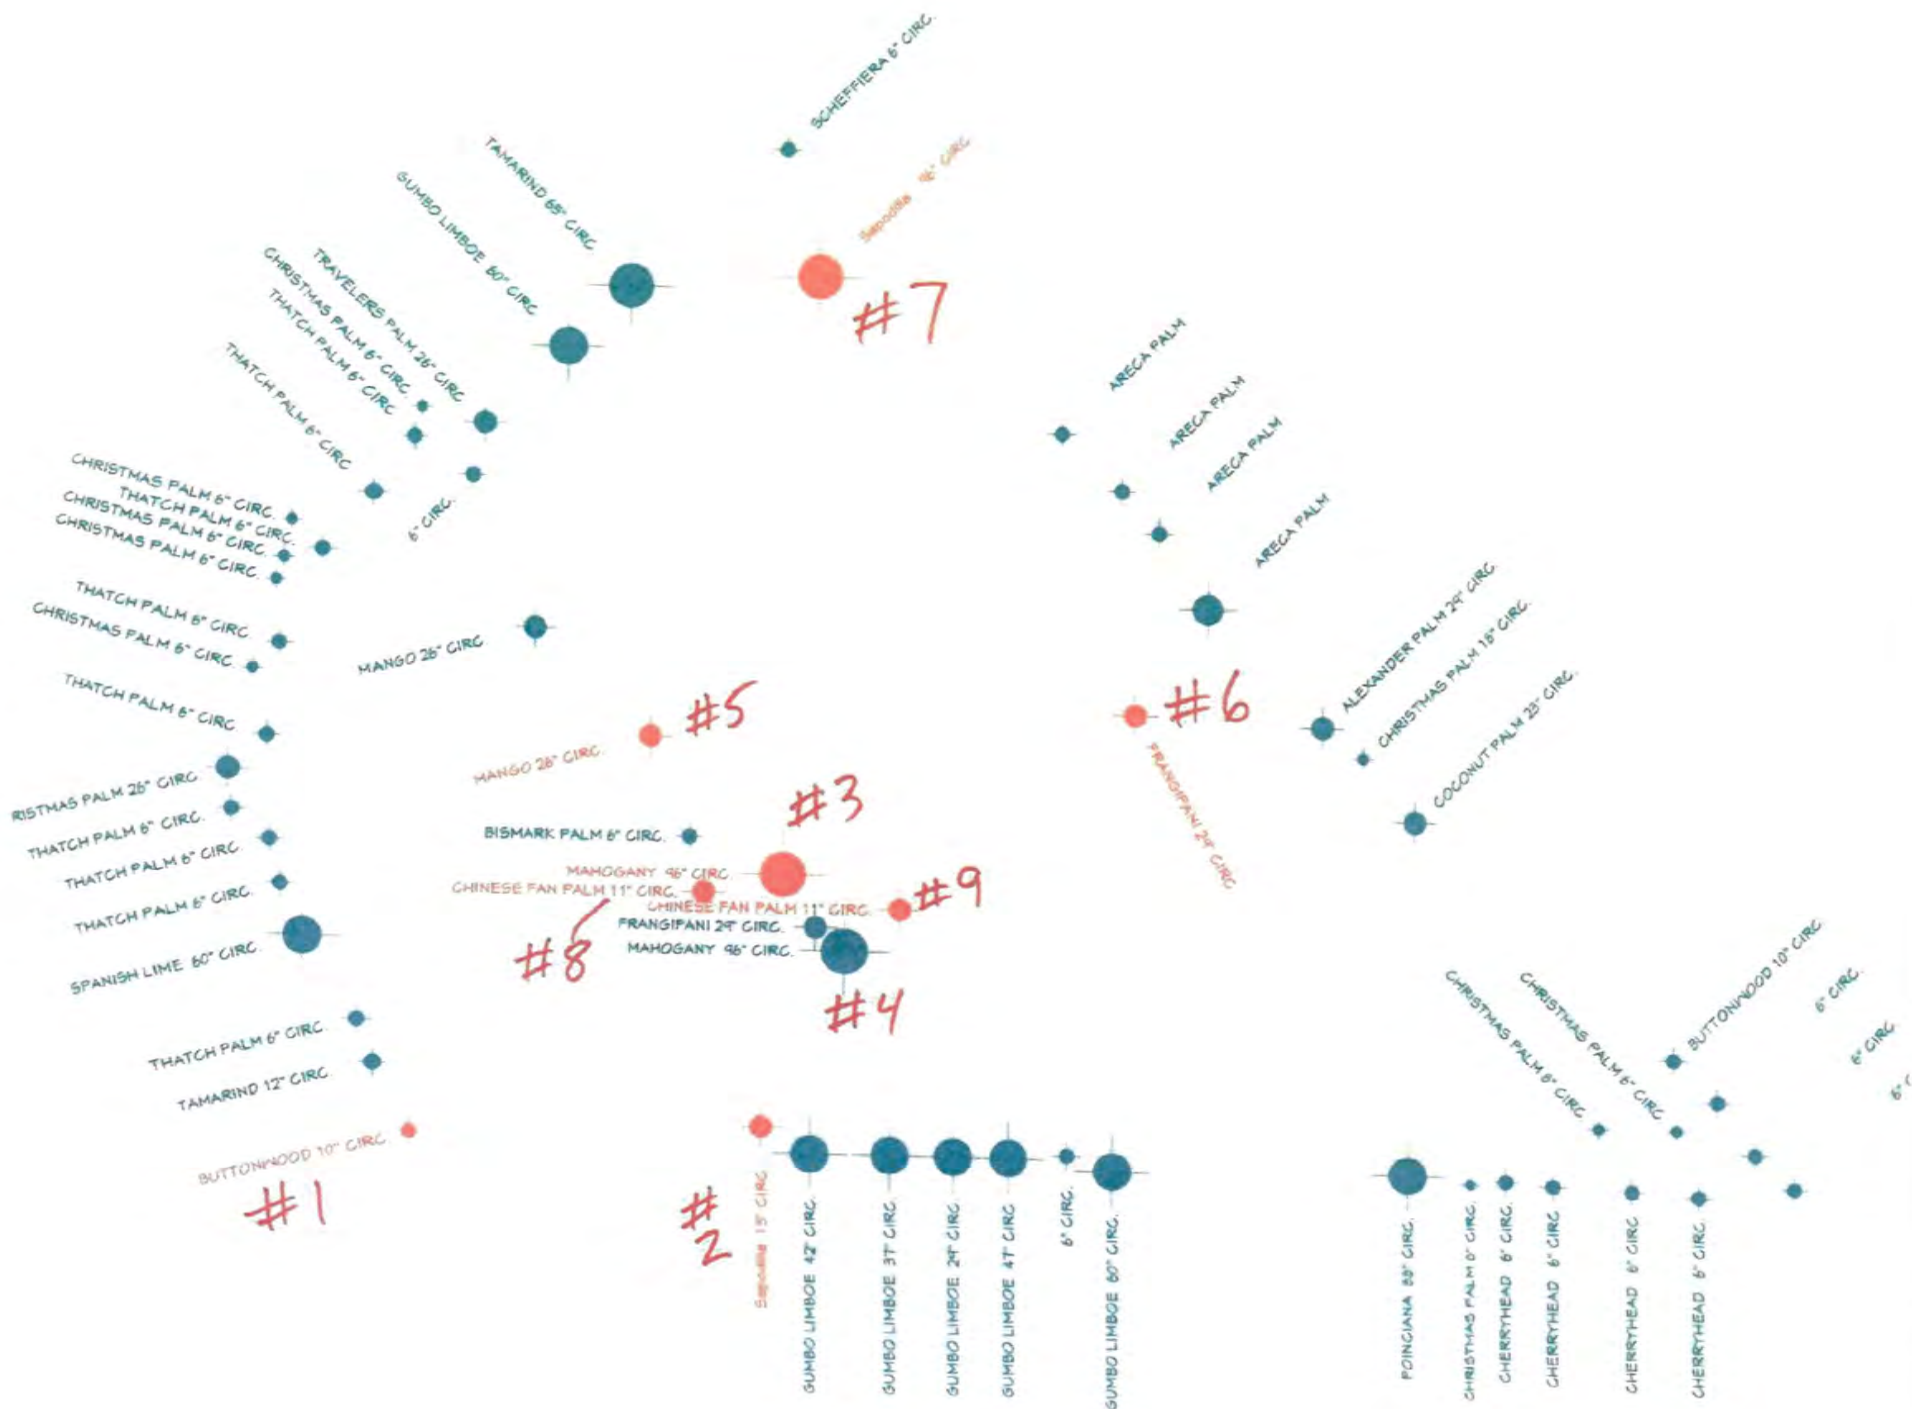 SCHEFFIERA 6" CIRC.
Sapodilla 96" CIRC
#7
TAMARIND 65" CIRC
GUMBO LIMBOE 60" CIRC
TRAVELERS PALM 26" CIRC
CHRISTMAS PALM 6" CIRC
THATCH PALM 6" CIRC
THATCH PALM 6" CIRC
6" CIRC.
CHRISTMAS PALM 6" CIRC.
THATCH PALM 6" CIRC.
CHRISTMAS PALM 6" CIRC.
CHRISTMAS PALM 6" CIRC.
THATCH PALM 6" CIRC
CHRISTMAS PALM 6" CIRC.
THATCH PALM 6" CIRC
RISTMAS PALM 26" CIRC
THATCH PALM 6" CIRC.
THATCH PALM 6" CIRC
THATCH PALM 6" CIRC.
SPANISH LIME 60" CIRC.
THATCH PALM 6" CIRC.
TAMARIND 12" CIRC.
BUTTONWOOD 10" CIRC.
#1
MANGO 26" CIRC
MANGO 26" CIRC.
#5
BISMARK PALM 6" CIRC.
#3
MAHOGANY 96" CIRC
CHINESE FAN PALM 11" CIRC.
CHINESE FAN PALM 11" CIRC.
#9
FRANGIPANI 29" CIRC.
MAHOGANY 96" CIRC.
#8
#4
ARECA PALM
ARECA PALM
ARECA PALM
ARECA PALM
#6
FRANGIPANI 29" CIRC
ALEXANDER PALM 29" CIRC.
CHRISTMAS PALM 18" CIRC.
COCONUT PALM 23" CIRC.
CHRISTMAS PALM 6" CIRC
CHRISTMAS PALM 6" CIRC
BUTTONWOOD 10" CIRC
6" CIRC.
6" CIRC
6" C
#
2
Sapodilla 13" CIRC
GUMBO LIMBOE 42" CIRC.
GUMBO LIMBOE 37" CIRC
GUMBO LIMBOE 29" CIRC.
GUMBO LIMBOE 47" CIRC
6" CIRC.
GUMBO LIMBOE 60" CIRC
POINCIANA 88" CIRC.
CHRISTMAS PALM 6" CIRC.
CHERRYHEAD 6" CIRC.
CHERRYHEAD 6" CIRC.
CHERRYHEAD 6" CIRC
CHERRYHEAD 6" CIRC.